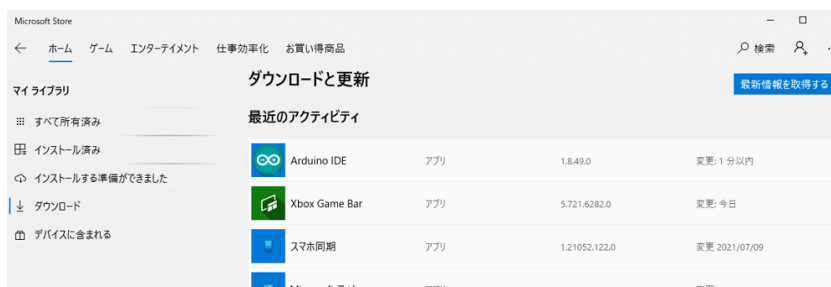 Microsoft Store
ホーム ゲーム エンターテイメント 仕事効率化 お買い得商品 検索
マイ ライブラリ
すべて所有済み
インストール済み
インストールする準備ができました
ダウンロード
デバイスに含まれる
ダウンロードと更新
最新情報を取得する
最近のアクティビティ
Arduino IDE アプリ 1.8.49.0 変更: 1 分以内
Xbox Game Bar アプリ 5.721.6282.0 変更: 今日
スマホ同期 アプリ 1.21052.122.0 変更 2021/07/09